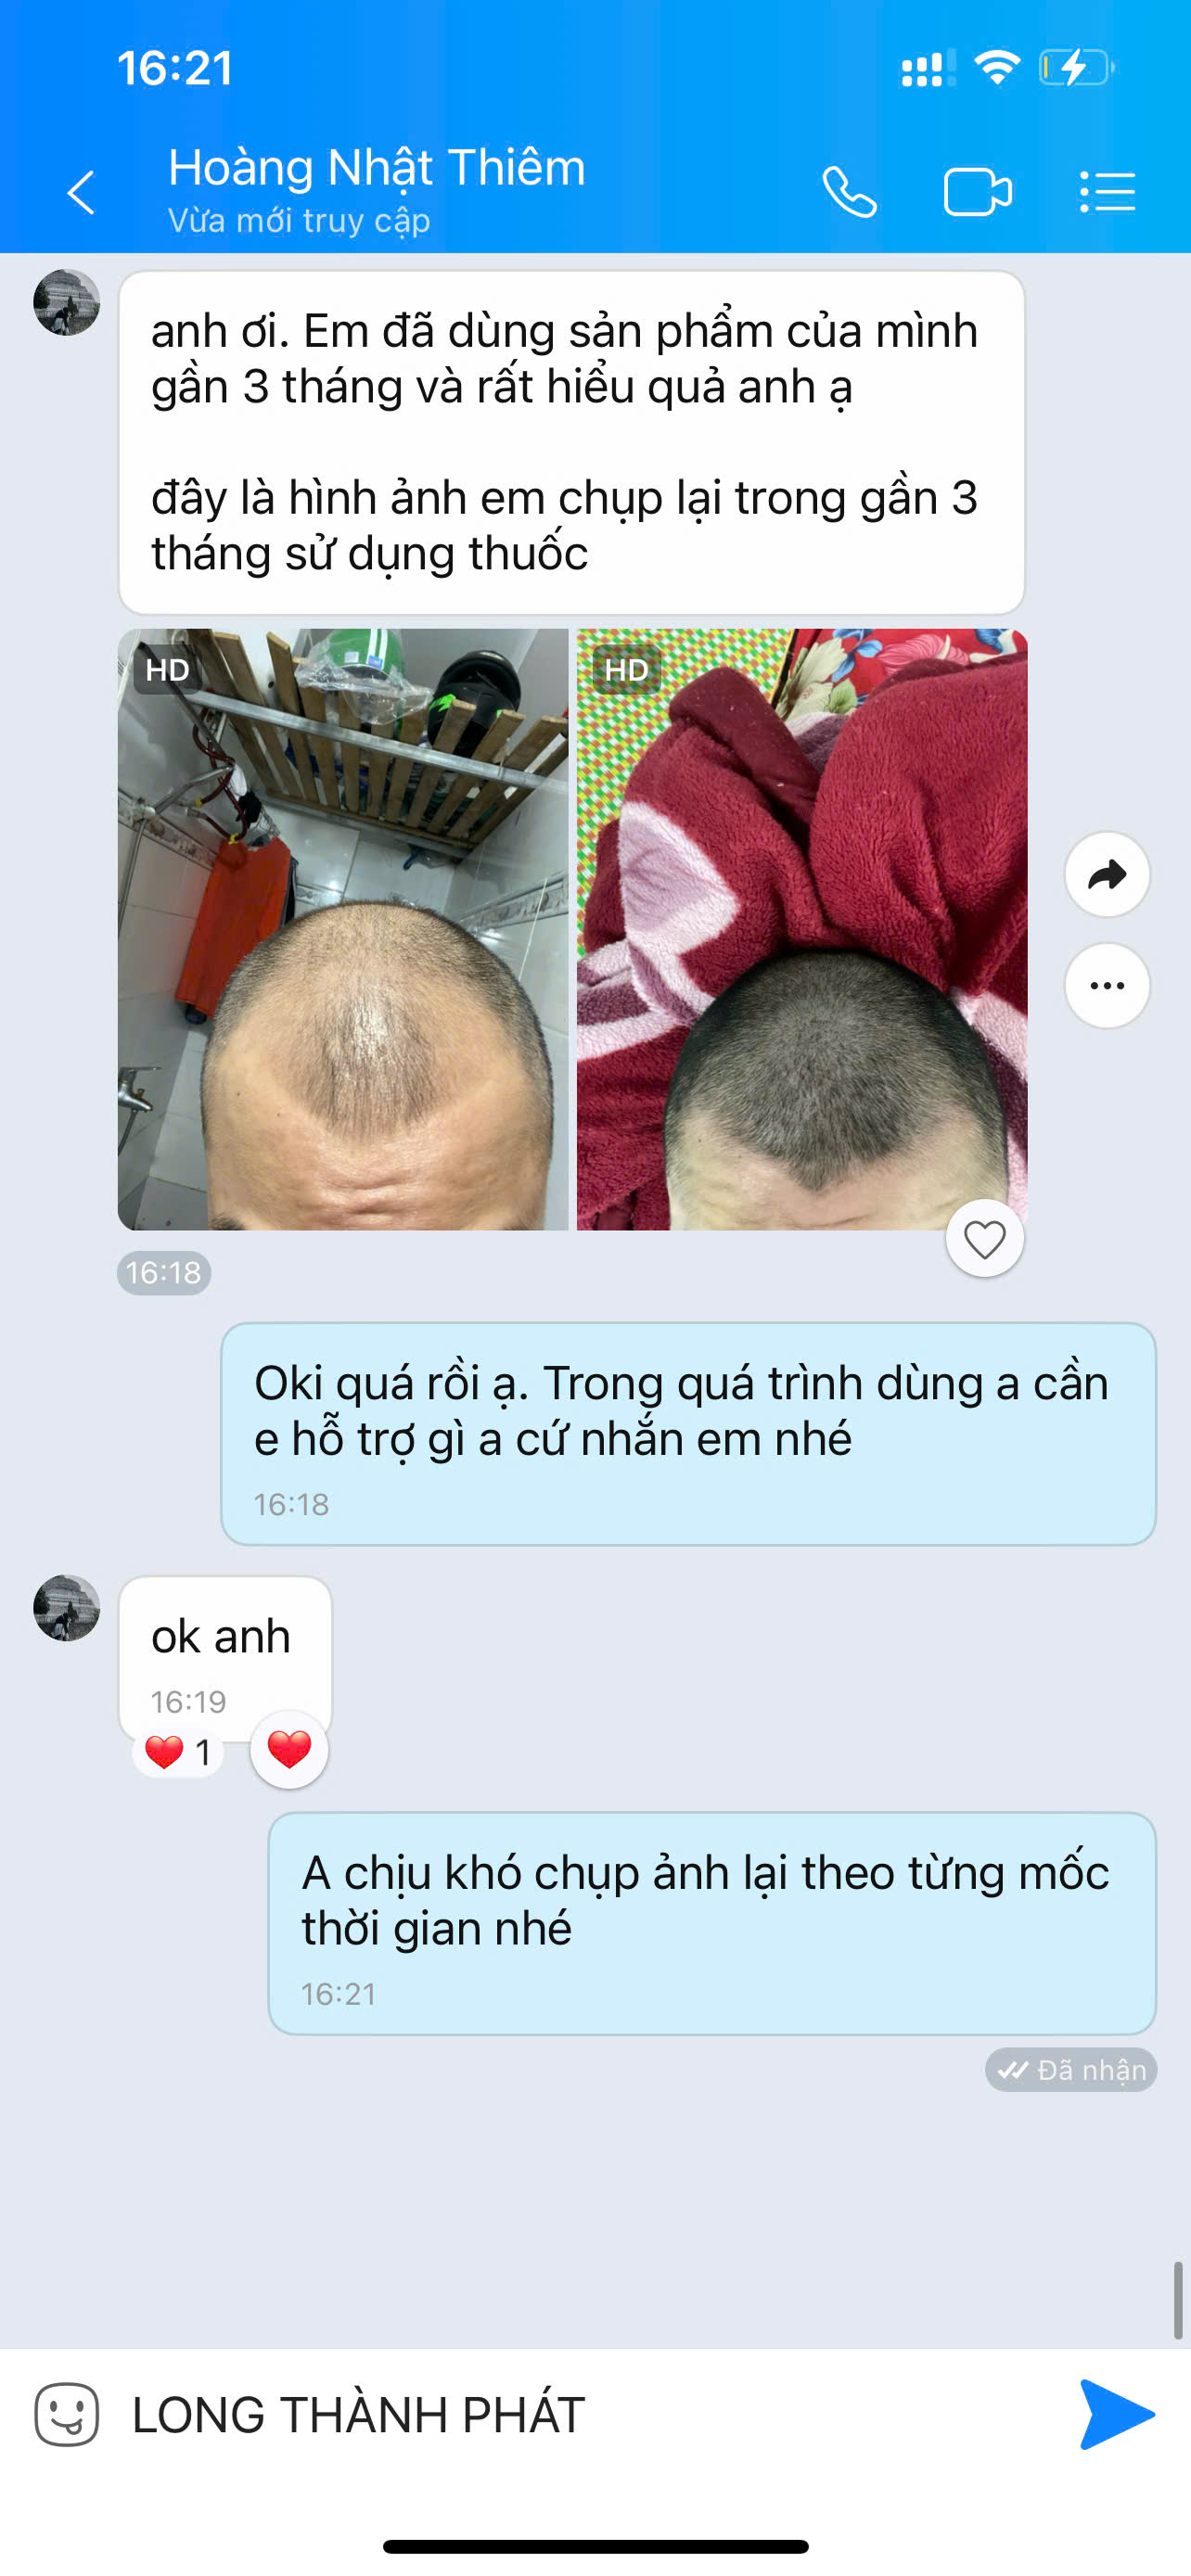 16:21
Hoàng Nhật Thiêm
Vừa mới truy cập
anh ơi. Em đã dùng sản phẩm của mình
gần 3 tháng và rất hiểu quả anh ạ
đây là hình ảnh em chụp lại trong gần 3
tháng sử dụng thuốc
HD
HD
16:18
Oki quá rồi ạ. Trong quá trình dùng a cần
e hỗ trợ gì a cứ nhắn em nhé
16:18
ok anh
16:19
1
A chịu khó chụp ảnh lại theo từng mốc
thời gian nhé
16:21
Đã nhận
LONG THÀNH PHÁT